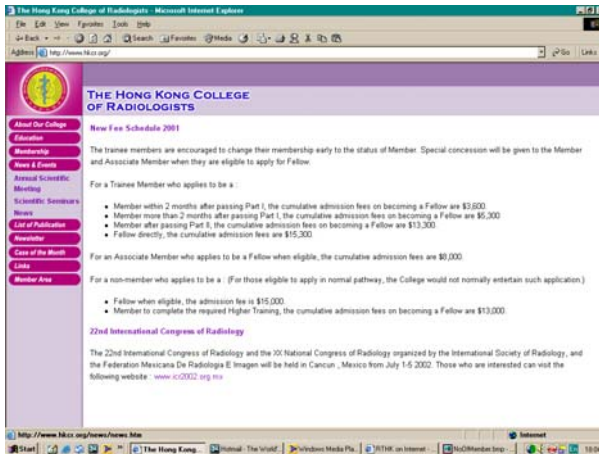 The Hong Kong College of Radiologists - Microsoft Internet Explorer
File Edit View Favorites Tools Help
Back Search Favorites Media
Address http://www.hkcr.org/ Go Links
THE HONG KONG COLLEGE
OF RADIOLOGISTS
About Our College
Education
Membership
News & Events
Annual Scientific
Meeting
Scientific Seminars
News
List of Publication
Newsletter
Case of the Month
Links
Member Area
New Fee Schedule 2001
The trainee members are encouraged to change their membership early to the status of Member. Special concession will be given to the Member
and Associate Member when they are eligible to apply for Fellow.
For a Trainee Member who applies to be a :
Member within 2 months after passing Part I, the cumulative admission fees on becoming a Fellow are $3,600.
Member more than 2 months after passing Part I, the cumulative admission fees on becoming a Fellow are $5,300
Member after passing Part II, the cumulative admission fees on becoming a Fellow are $13,300.
Fellow directly, the cumulative admission fees are $15,300.
For an Associate Member who applies to be a Fellow when eligible, the cumulative admission fees are $8,000.
For a non-member who applies to be a : (For those eligible to apply in normal pathway, the College would not normally entertain such application.)
Fellow when eligible, the admission fee is $15,000.
Member to complete the required Higher Training, the cumulative admission fees on becoming a Fellow are $13,000.
22nd International Congress of Radiology
The 22nd International Congress of Radiology and the XX National Congress of Radiology organized by the International Society of Radiology, and
the Federation Mexicana De Radiologia E Imagen will be held in Cancun , Mexico from July 1-5 2002. Those who are interested can visit the
following website : www.icr2002.org.mx
http://www.hkcr.org/news/news.htm Internet
Start The Hong Kong... Hotmail - The World... Windows Media Pla... RTHK on Internet - ... NoOfMember.bmp - ...